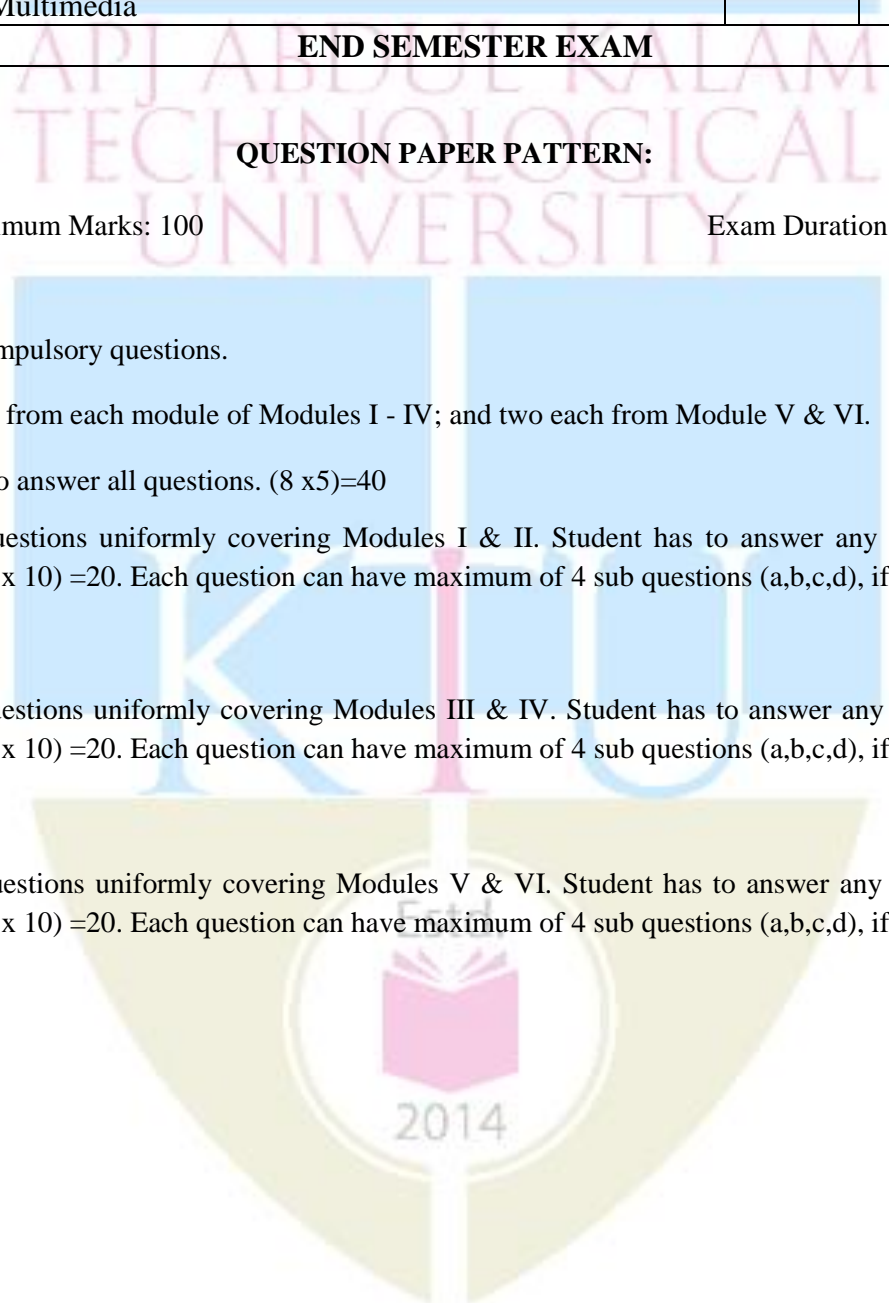 Multimedia
END SEMESTER EXAM
APJ ABDUL KALAM
TECHNOLOGICAL
UNIVERSITY
QUESTION PAPER PATTERN:
imum Marks: 100 Exam Duration
mpulsory questions.
from each module of Modules I - IV; and two each from Module V & VI.
o answer all questions. (8 x5)=40
uestions uniformly covering Modules I & II. Student has to answer any
x 10) =20. Each question can have maximum of 4 sub questions (a,b,c,d), if
uestions uniformly covering Modules III & IV. Student has to answer any
x 10) =20. Each question can have maximum of 4 sub questions (a,b,c,d), if
KTU
uestions uniformly covering Modules V & VI. Student has to answer any
x 10) =20. Each question can have maximum of 4 sub questions (a,b,c,d), if
Estd.
2014